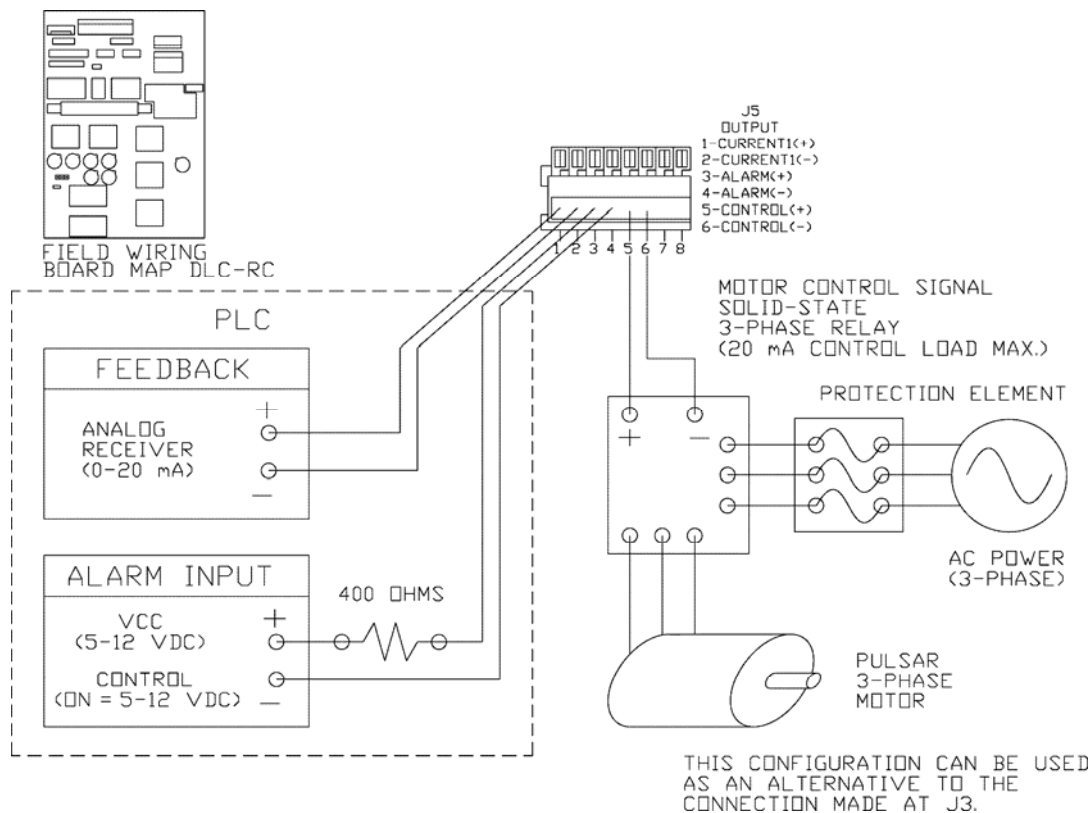 FIELD WIRING
BOARD MAP DLC-RC
J5
OUTPUT
1-CURRENT1(+)
2-CURRENT1(-)
3-ALARM(+)
4-ALARM(-)
5-CONTROL(+)
6-CONTROL(-)
1 2 3 4 5 6 7 8
PLC
FEEDBACK
+
ANALOG
RECEIVER
(0-20 mA)
-
ALARM INPUT
VCC
(5-12 VDC)
+
CONTROL
(ON = 5-12 VDC)
-
400 OHMS
MOTOR CONTROL SIGNAL
SOLID-STATE
3-PHASE RELAY
(20 mA CONTROL LOAD MAX.)
+ -
PROTECTION ELEMENT
AC POWER
(3-PHASE)
PULSAR
3-PHASE
MOTOR
THIS CONFIGURATION CAN BE USED
AS AN ALTERNATIVE TO THE
CONNECTION MADE AT J3.